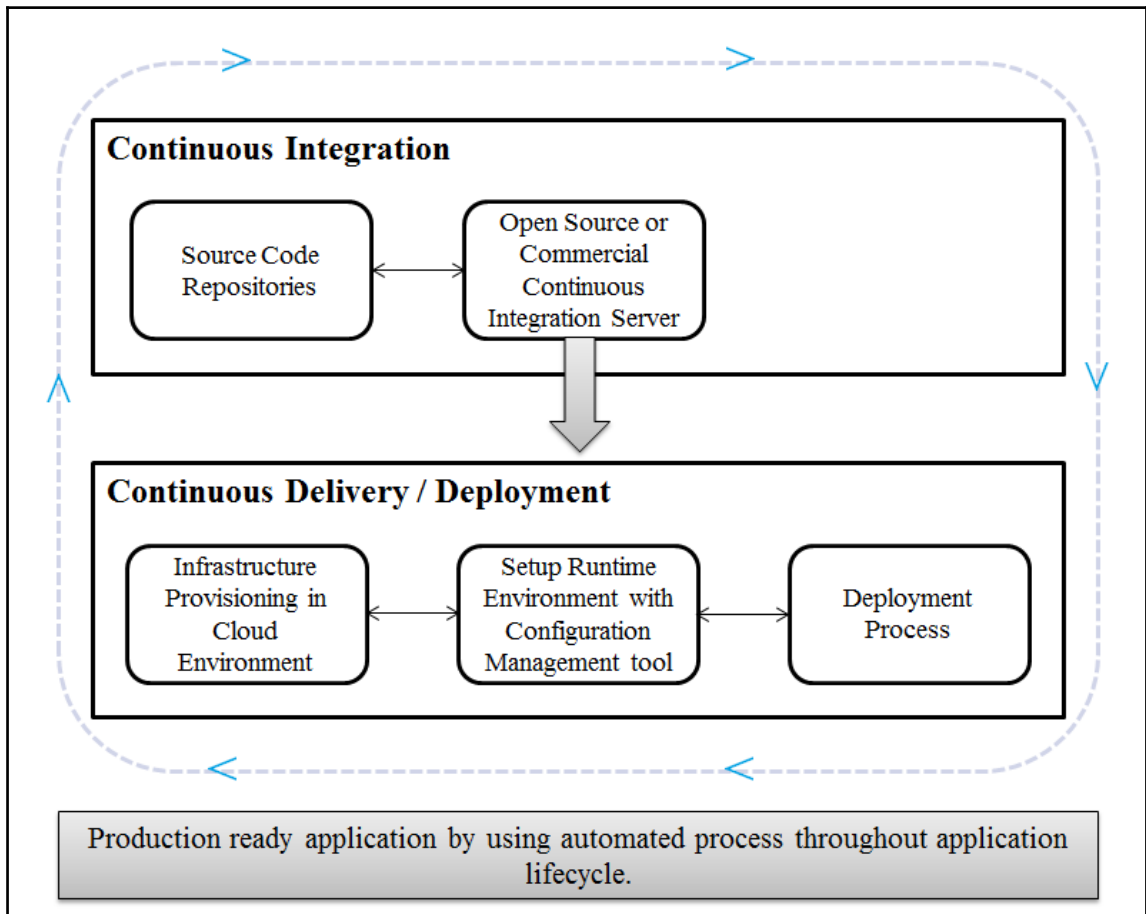 Continuous Integration
Source Code
Repositories
Open Source or
Commercial
Continuous
Integration Server
Continuous Delivery / Deployment
Infrastructure
Provisioning in
Cloud
Environment
Setup Runtime
Environment with
Configuration
Management tool
Deployment
Process
Production ready application by using automated process throughout application
lifecycle.